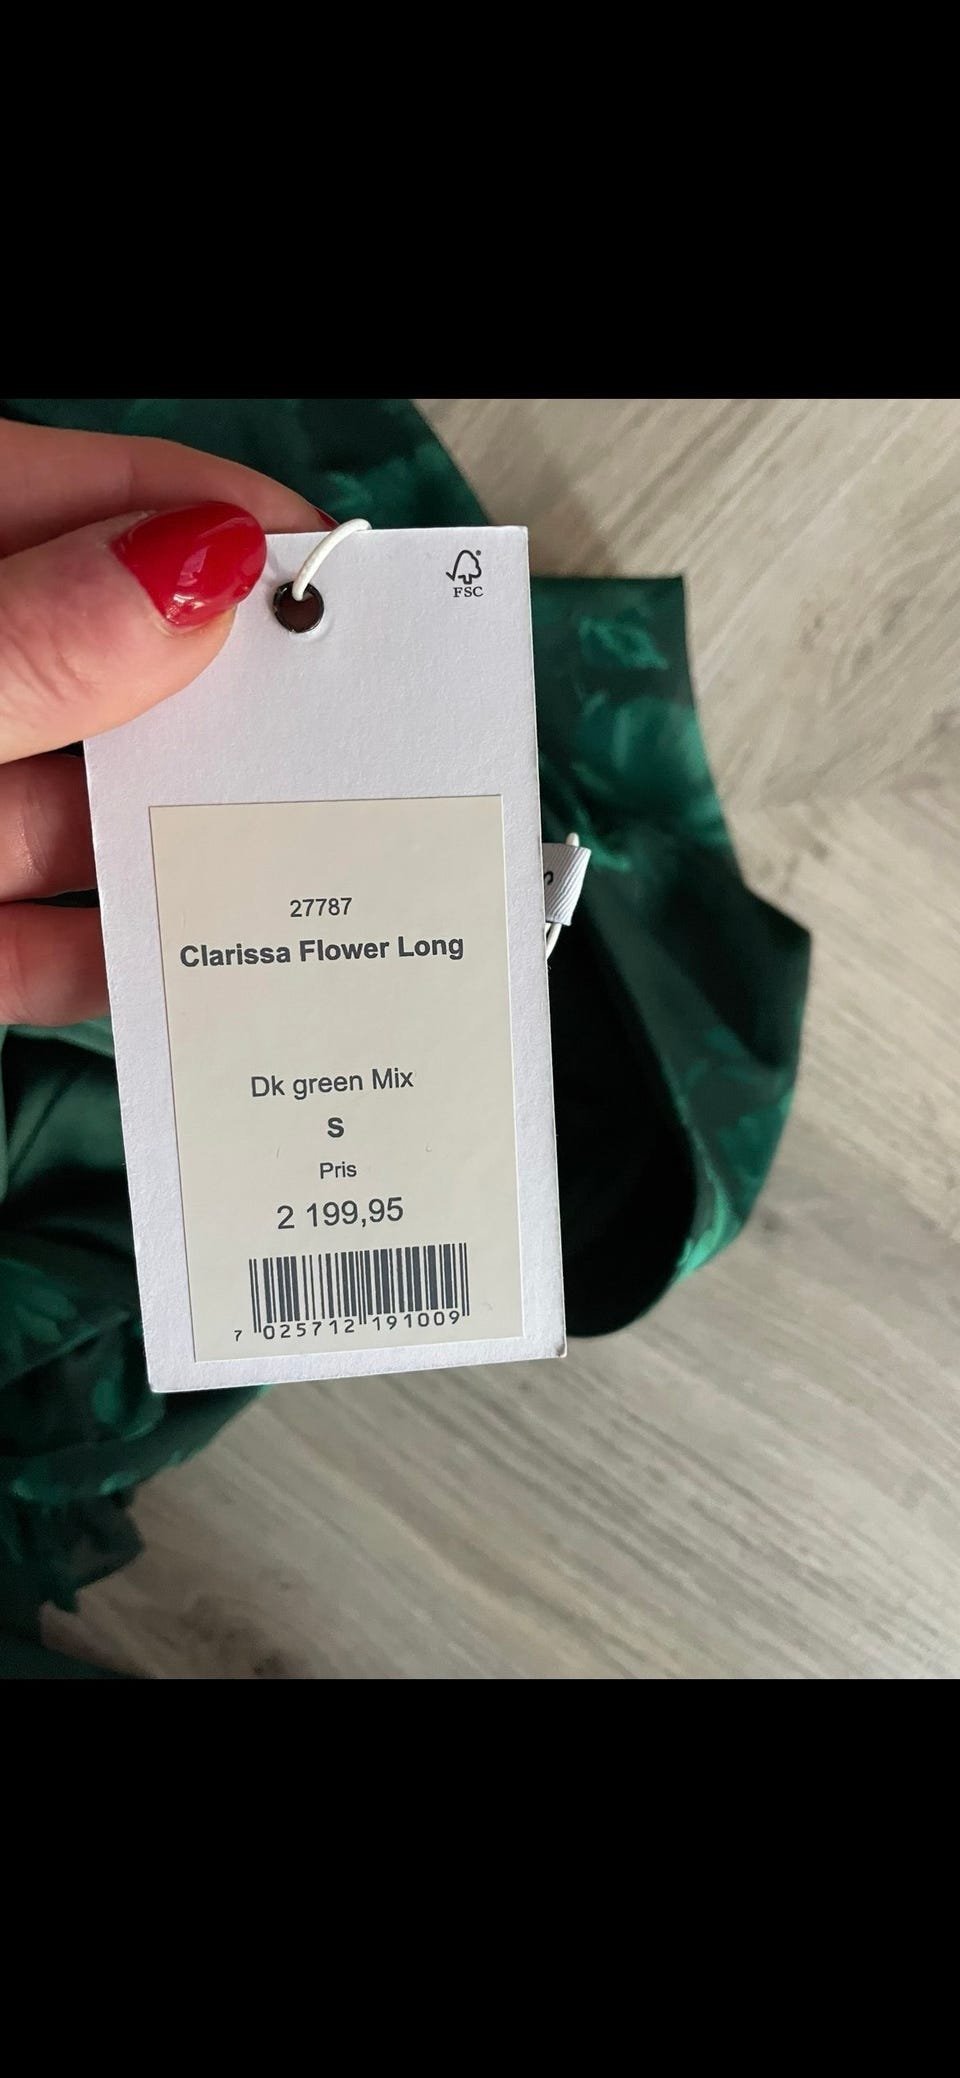 FSC
27787
Clarissa Flower Long
Dk green Mix
S
Pris
2 199,95
7 025712 191009
S